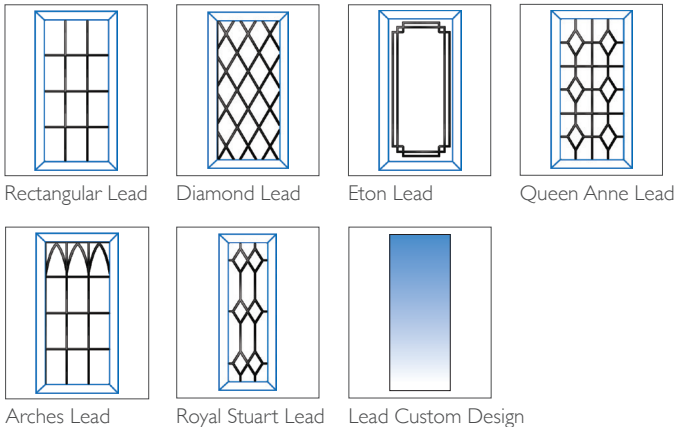 Rectangular Lead
Diamond Lead
Eton Lead
Queen Anne Lead
Arches Lead
Royal Stuart Lead
Lead Custom Design